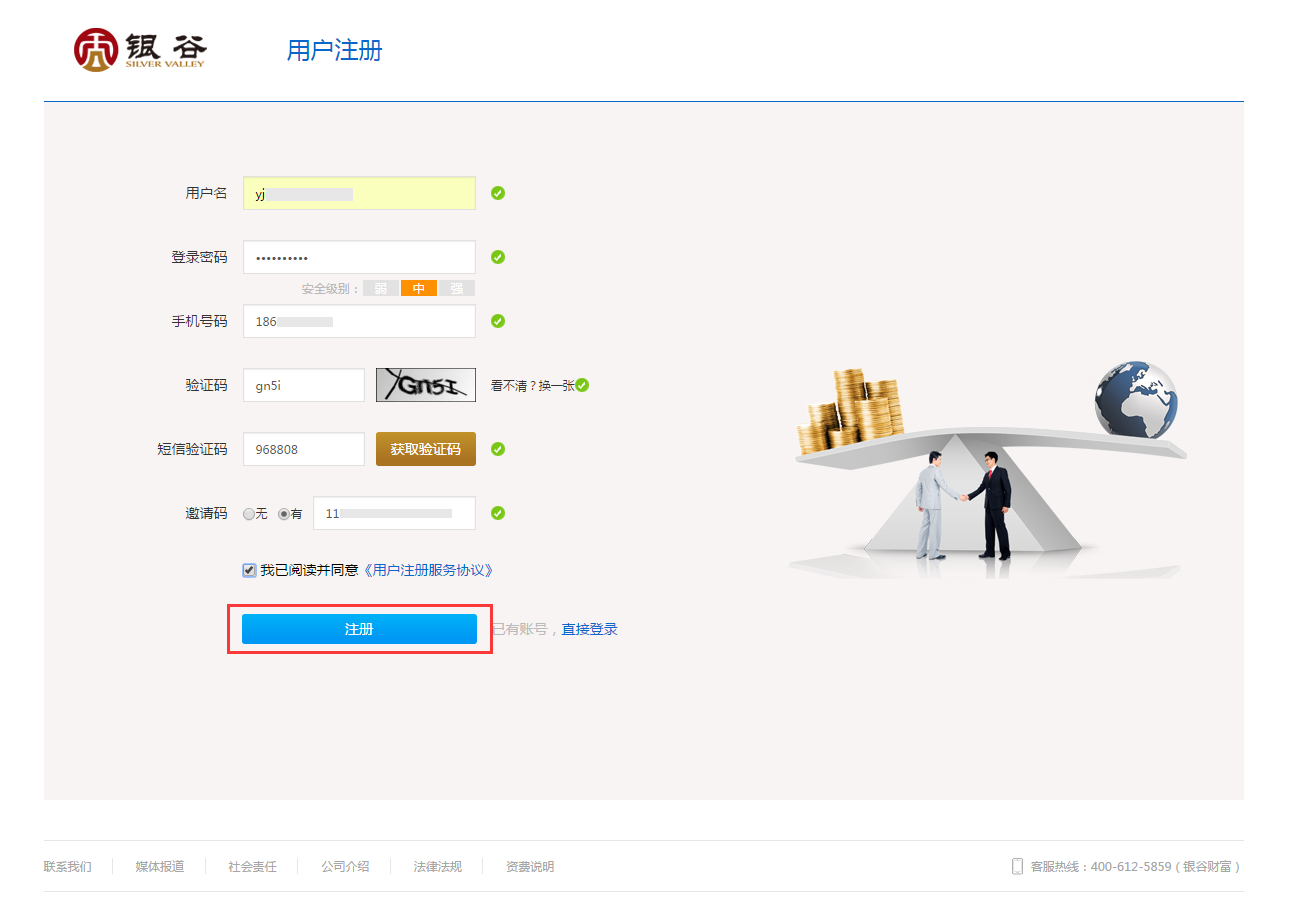 银谷
SILVER VALLEY
用户注册
用户名 yj
登录密码 ••••••••••
安全级别： 弱 中 强
手机号码 186
验证码 gn5i YGn5I 看不清？换一张
短信验证码 968808 获取验证码
邀请码 无 有 11
我已阅读并同意《用户注册服务协议》
注册 已有账号，直接登录
联系我们 媒体报道 社会责任 公司介绍 法律法规 资费说明 客服热线：400-612-5859（银谷财富）